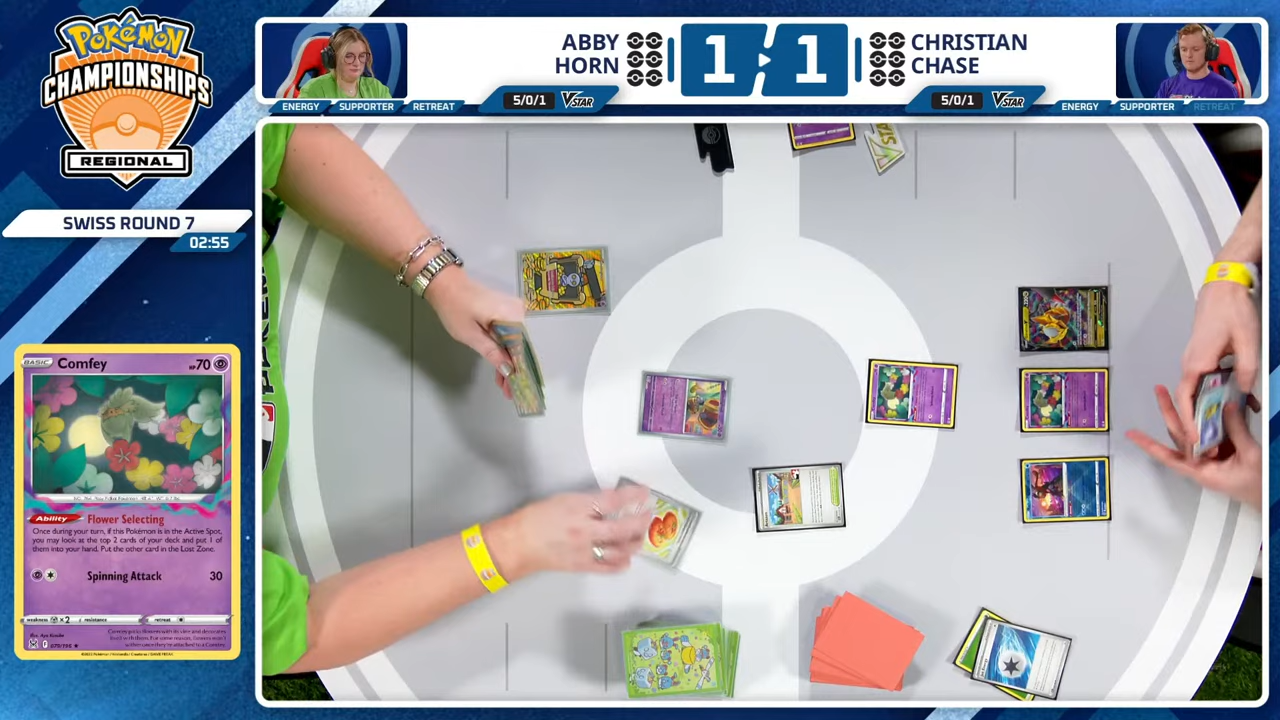 Pokémon
CHAMPIONSHIPS
REGIONAL
SWISS ROUND 7
02:55
ABBY
HORN
1
1
CHRISTIAN
CHASE
ENERGY
SUPPORTER
RETREAT
5/0/1
VSTAR
5/0/1
VSTAR
ENERGY
SUPPORTER
RETREAT
BASIC
Comfey
HP70
Ability
Flower Selecting
Once during your turn, if this Pokémon is in the Active Spot,
you may look at the top 2 cards of your deck and put 1 of
them into your hand. Put the other card in the Lost Zone.
Spinning Attack
30
weakness
×2
resistance
retreat